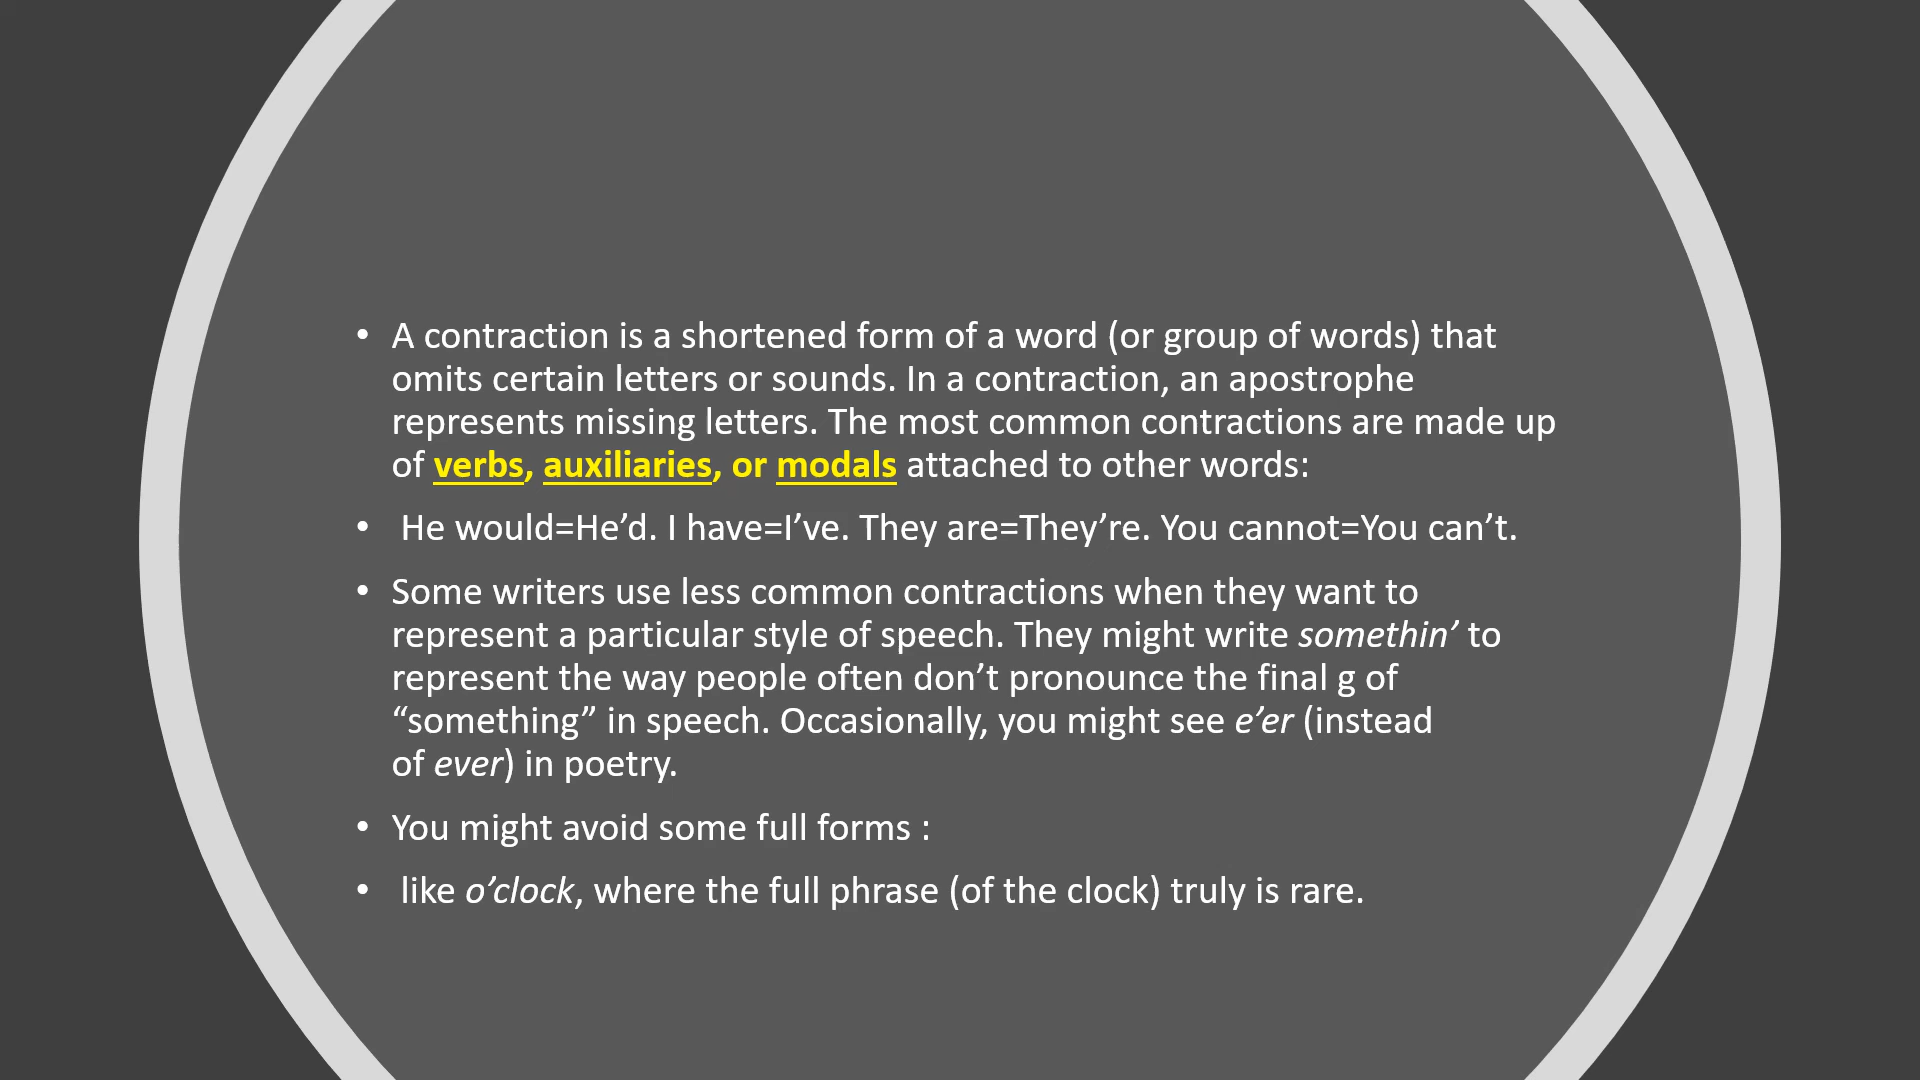 • A contraction is a shortened form of a word (or group of words) that
omits certain letters or sounds. In a contraction, an apostrophe
represents missing letters. The most common contractions are made up
of verbs, auxiliaries, or modals attached to other words:
• He would=He’d. I have=I’ve. They are=They’re. You cannot=You can’t.
• Some writers use less common contractions when they want to
represent a particular style of speech. They might write somethin’ to
represent the way people often don’t pronounce the final g of
“something” in speech. Occasionally, you might see e’er (instead
of ever) in poetry.
• You might avoid some full forms :
• like o’clock, where the full phrase (of the clock) truly is rare.